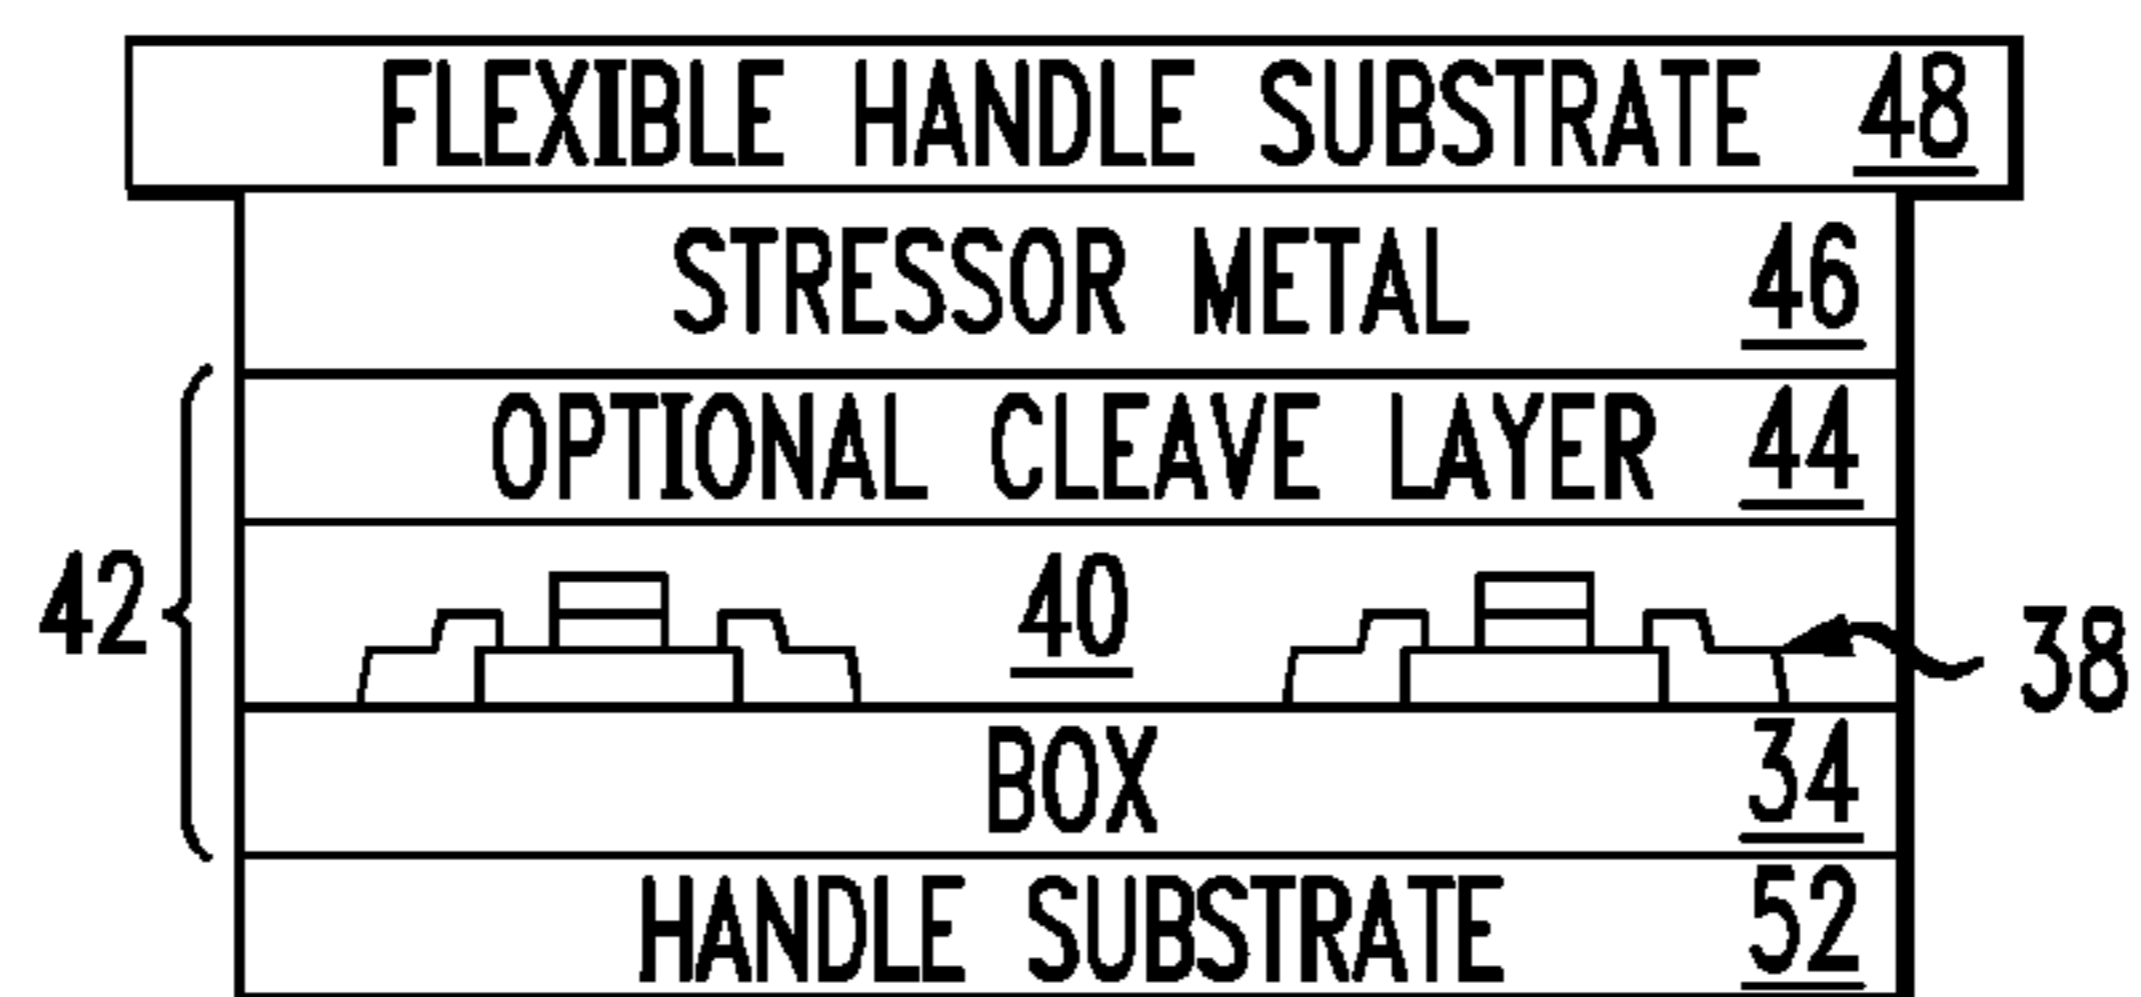 FLEXIBLE HANDLE SUBSTRATE 48
STRESSOR METAL 46
OPTIONAL CLEAVE LAYER 44
42 40 38
BOX 34
HANDLE SUBSTRATE 52